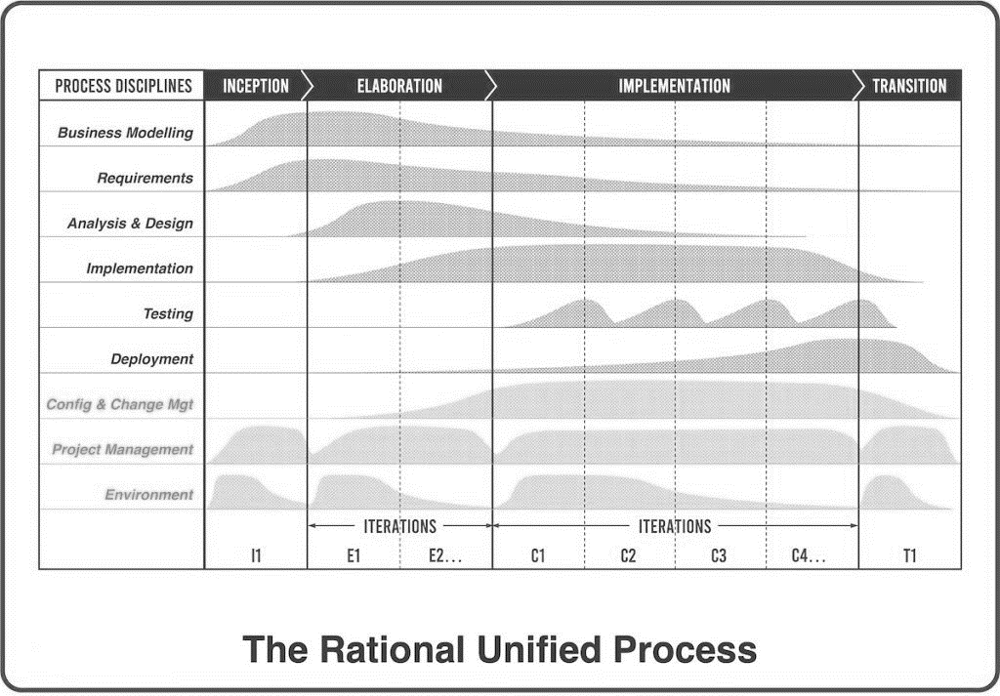 PROCESS DISCIPLINES INCEPTION ELABORATION IMPLEMENTATION TRANSITION
Business Modelling
Requirements
Analysis & Design
Implementation
Testing
Deployment
Config & Change Mgt
Project Management
Environment
ITERATIONS ITERATIONS
I1 E1 E2... C1 C2 C3 C4... T1
The Rational Unified Process